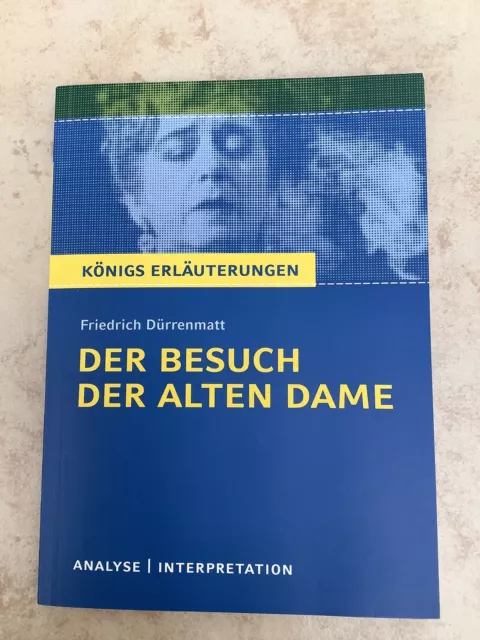 KÖNIGS ERLÄUTERUNGEN
Friedrich Dürrenmatt
DER BESUCH
DER ALTEN DAME
ANALYSE | INTERPRETATION